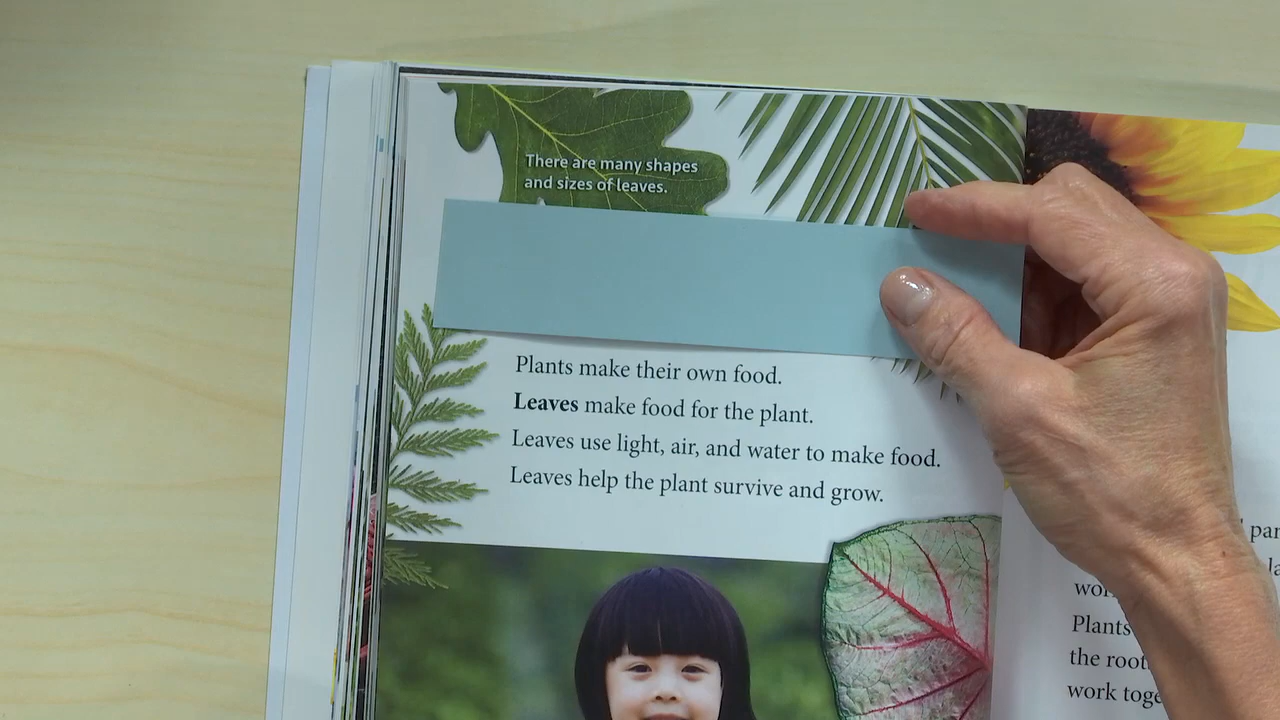 There are many shapes
and sizes of leaves.
Plants make their own food.
Leaves make food for the plant.
Leaves use light, air, and water to make food.
Leaves help the plant survive and grow.
Plants
the root
work toge